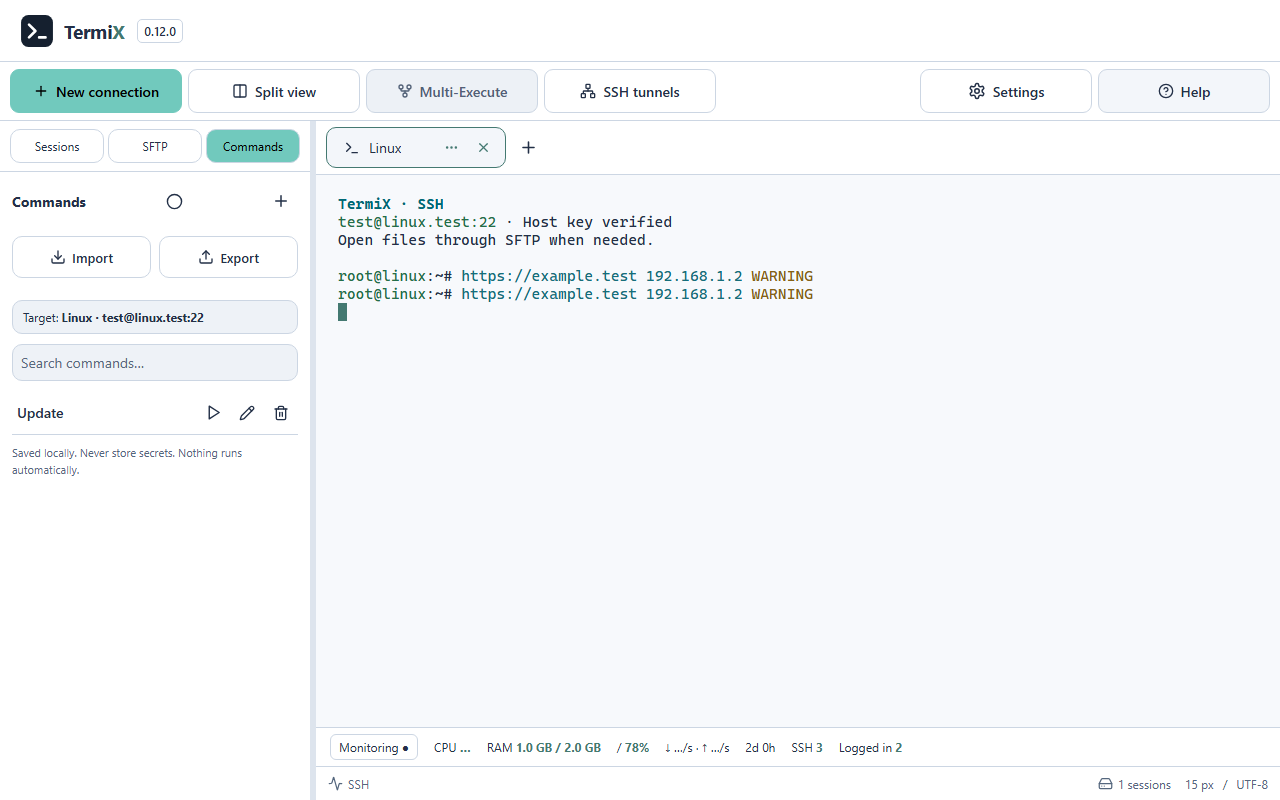 TermiX 0.12.0
New connection Split view Multi-Execute SSH tunnels Settings Help
Sessions SFTP Commands
Linux ··· × +
Commands
Import Export
Target: Linux · test@linux.test:22
Search commands...
Update
Saved locally. Never store secrets. Nothing runs
automatically.
TermiX · SSH
test@linux.test:22 · Host key verified
Open files through SFTP when needed.
root@linux:~# https://example.test 192.168.1.2 WARNING
root@linux:~# https://example.test 192.168.1.2 WARNING
Monitoring ● CPU ... RAM 1.0 GB / 2.0 GB / 78% ↓ .../s · ↑ .../s 2d 0h SSH 3 Logged in 2
SSH 1 sessions 15 px / UTF-8